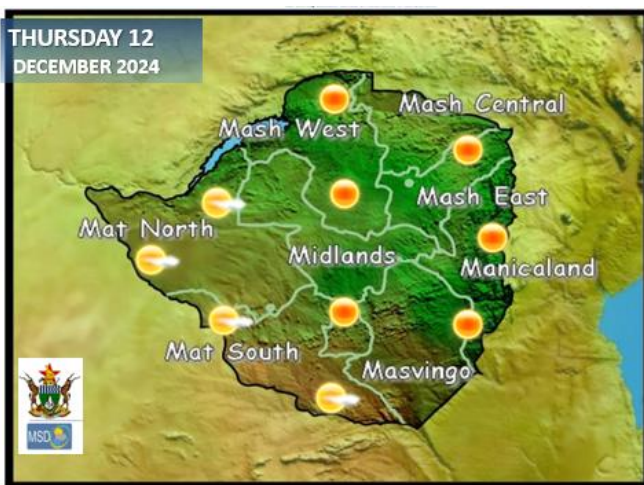 THURSDAY 12
DECEMBER 2024
Mash Central
Mash West
Mash East
Mat North
Midlands
Manicaland
Mat South
Masvingo
MSD